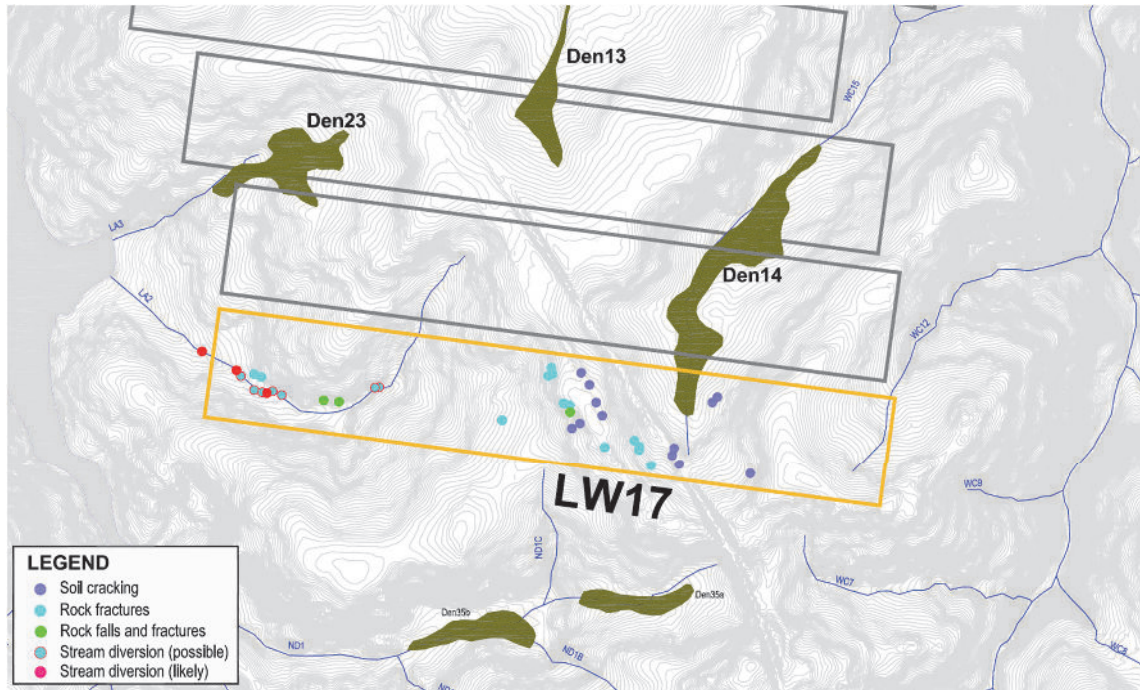 Den13
WC15
Den23
LA3
Den14
LA2
WC12
LW17
WC9
ND1C
WC7
Den35a
Den35b
ND1
ND1B
WC8
LEGEND
Soil cracking
Rock fractures
Rock falls and fractures
Stream diversion (possible)
Stream diversion (likely)